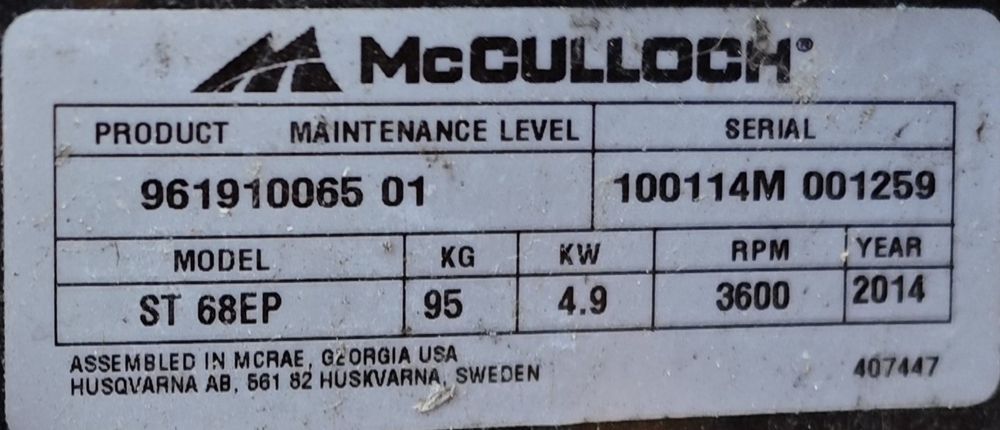 McCULLOCH®
PRODUCT MAINTENANCE LEVEL SERIAL
961910065 01 100114M 001259
MODEL KG KW RPM YEAR
ST 68EP 95 4.9 3600 2014
ASSEMBLED IN MCRAE, GEORGIA USA
HUSQVARNA AB, 561 82 HUSKVARNA, SWEDEN
407447